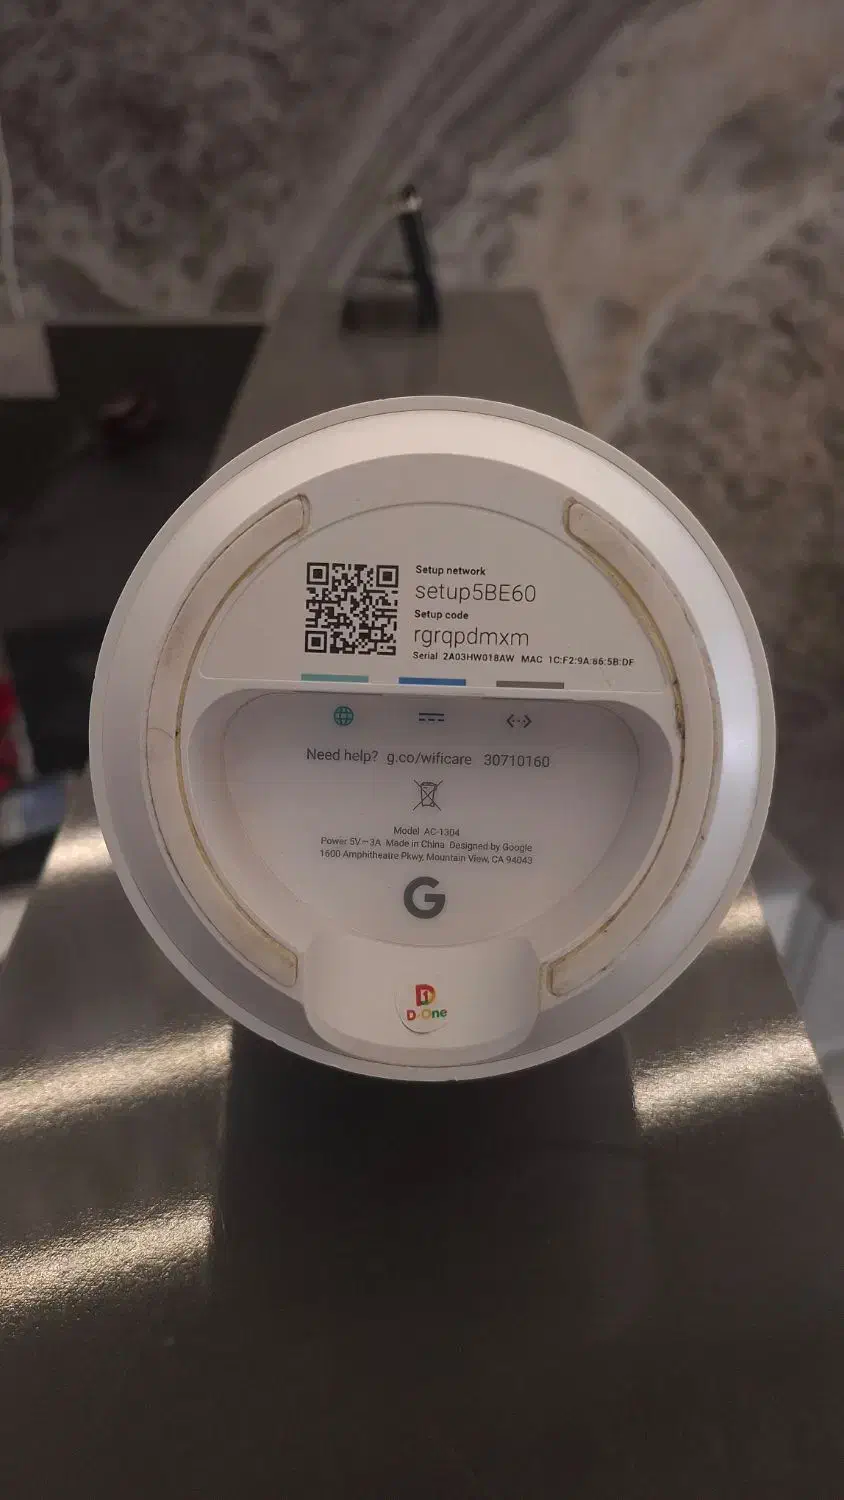 Setup network
setup5BE60
Setup code
rgrqpdmxm
Serial 2A03HW018AW MAC 1C:F2:9A:86:5B:DF
Need help? g.co/wificare 30710160
Model AC-1304
Power 5V⎓3A Made in China Designed by Google
1600 Amphitheatre Pkwy, Mountain View, CA 94043
G
D1
D-One